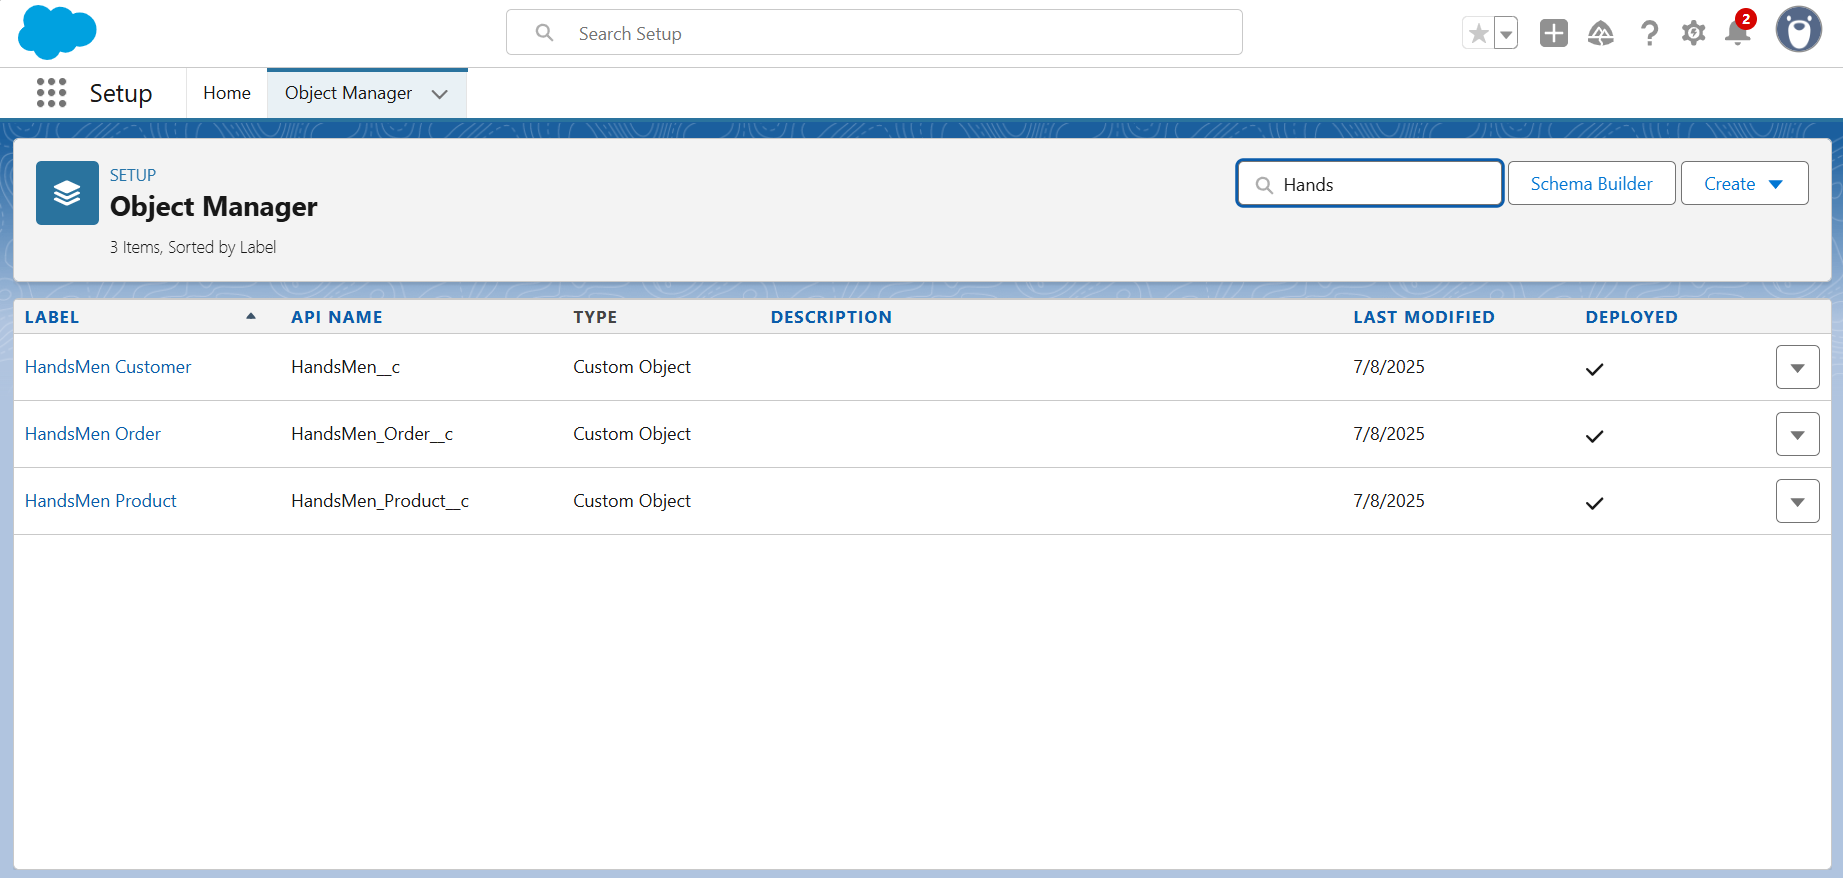 Search Setup
2
Setup
Home
Object Manager
SETUP
Object Manager
3 Items, Sorted by Label
Hands
Schema Builder
Create
LABEL API NAME TYPE DESCRIPTION LAST MODIFIED DEPLOYED
HandsMen Customer HandsMen__c Custom Object 7/8/2025
HandsMen Order HandsMen_Order__c Custom Object 7/8/2025
HandsMen Product HandsMen_Product__c Custom Object 7/8/2025